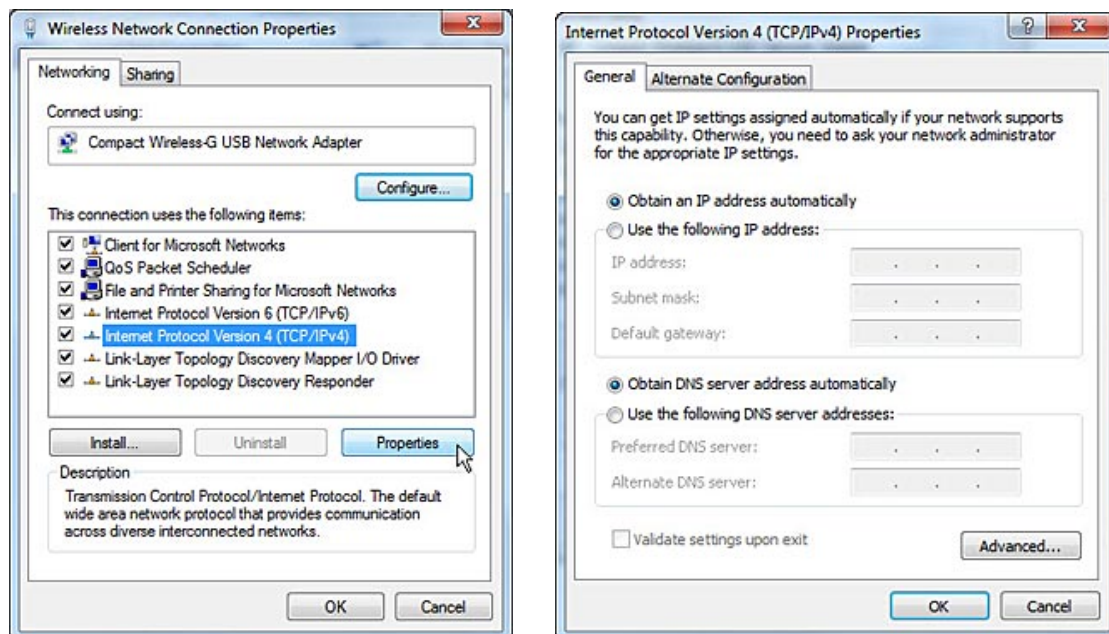 Wireless Network Connection Properties
Networking
Sharing
Connect using:
Compact Wireless-G USB Network Adapter
Configure...
This connection uses the following items:
Client for Microsoft Networks
QoS Packet Scheduler
File and Printer Sharing for Microsoft Networks
Internet Protocol Version 6 (TCP/IPv6)
Internet Protocol Version 4 (TCP/IPv4)
Link-Layer Topology Discovery Mapper I/O Driver
Link-Layer Topology Discovery Responder
Install...
Uninstall
Properties
Description
Transmission Control Protocol/Internet Protocol. The default
wide area network protocol that provides communication
across diverse interconnected networks.
OK
Cancel
Internet Protocol Version 4 (TCP/IPv4) Properties
General
Alternate Configuration
You can get IP settings assigned automatically if your network supports
this capability. Otherwise, you need to ask your network administrator
for the appropriate IP settings.
Obtain an IP address automatically
Use the following IP address:
IP address:
Subnet mask:
Default gateway:
Obtain DNS server address automatically
Use the following DNS server addresses:
Preferred DNS server:
Alternate DNS server:
Validate settings upon exit
Advanced...
OK
Cancel